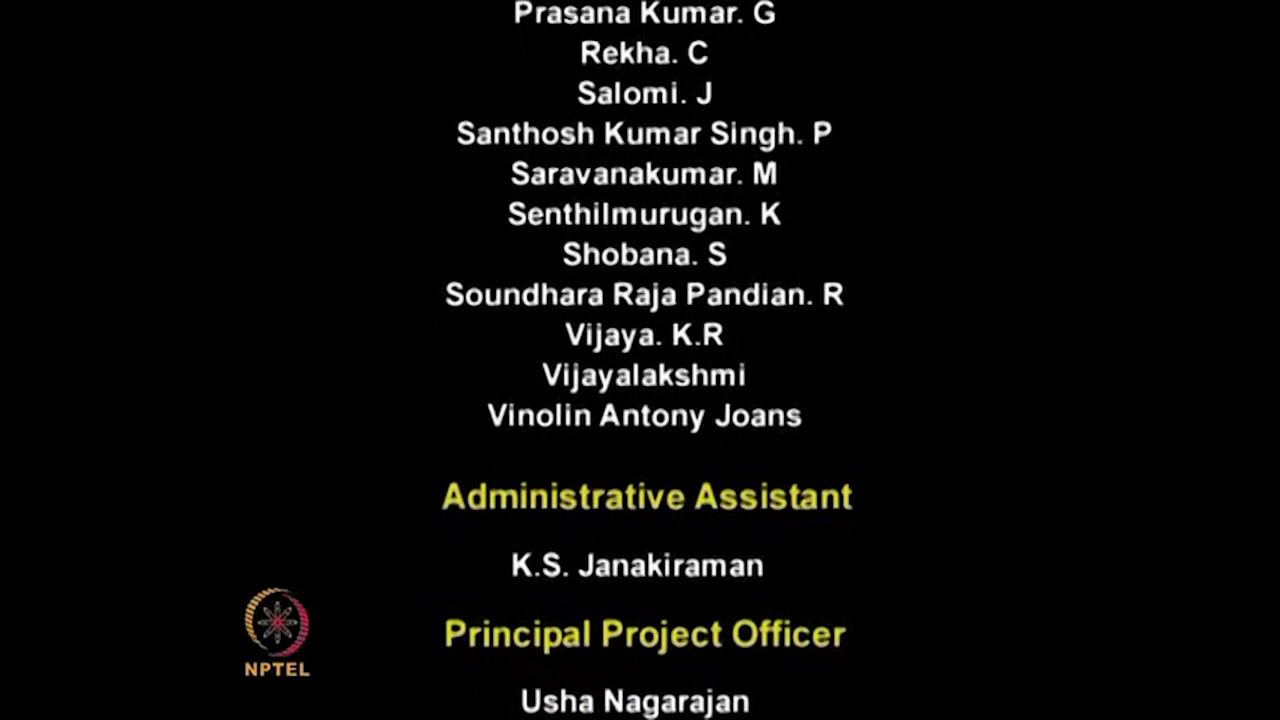 Prasana Kumar. G
Rekha. C
Salomi. J
Santhosh Kumar Singh. P
Saravanakumar. M
Senthilmurugan. K
Shobana. S
Soundhara Raja Pandian. R
Vijaya. K.R
Vijayalakshmi
Vinolin Antony Joans
Administrative Assistant
K.S. Janakiraman
Principal Project Officer
NPTEL
Usha Nagarajan